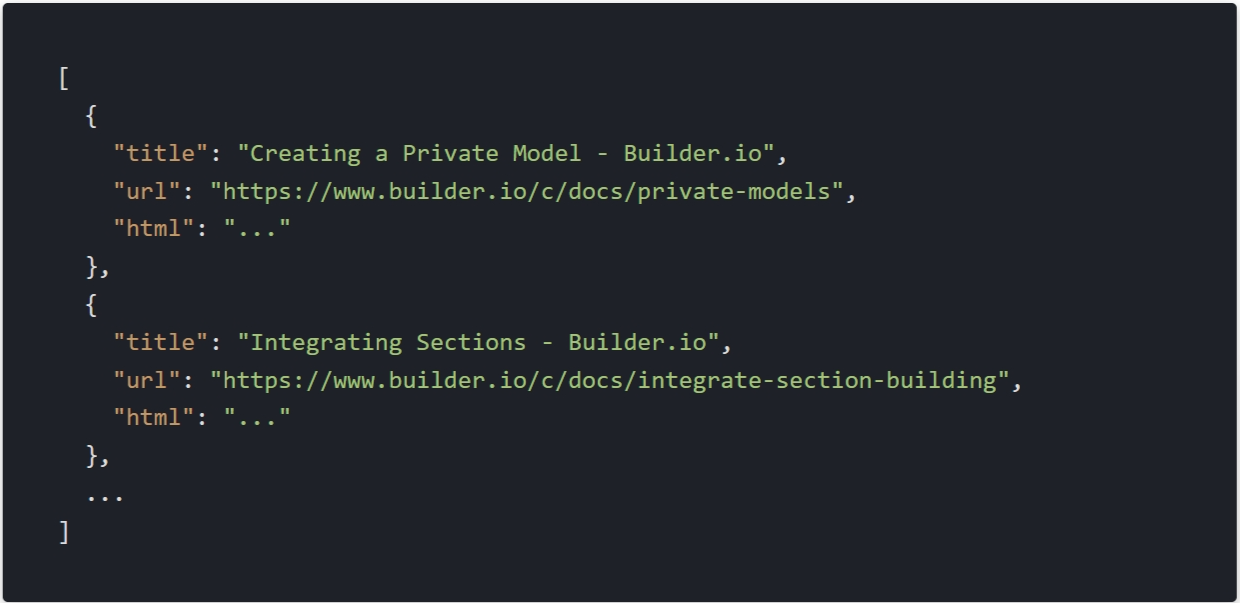 [
  {
    "title": "Creating a Private Model - Builder.io",
    "url": "https://www.builder.io/c/docs/private-models",
    "html": "..."
  },
  {
    "title": "Integrating Sections - Builder.io",
    "url": "https://www.builder.io/c/docs/integrate-section-building",
    "html": "..."
  },
  ...
]